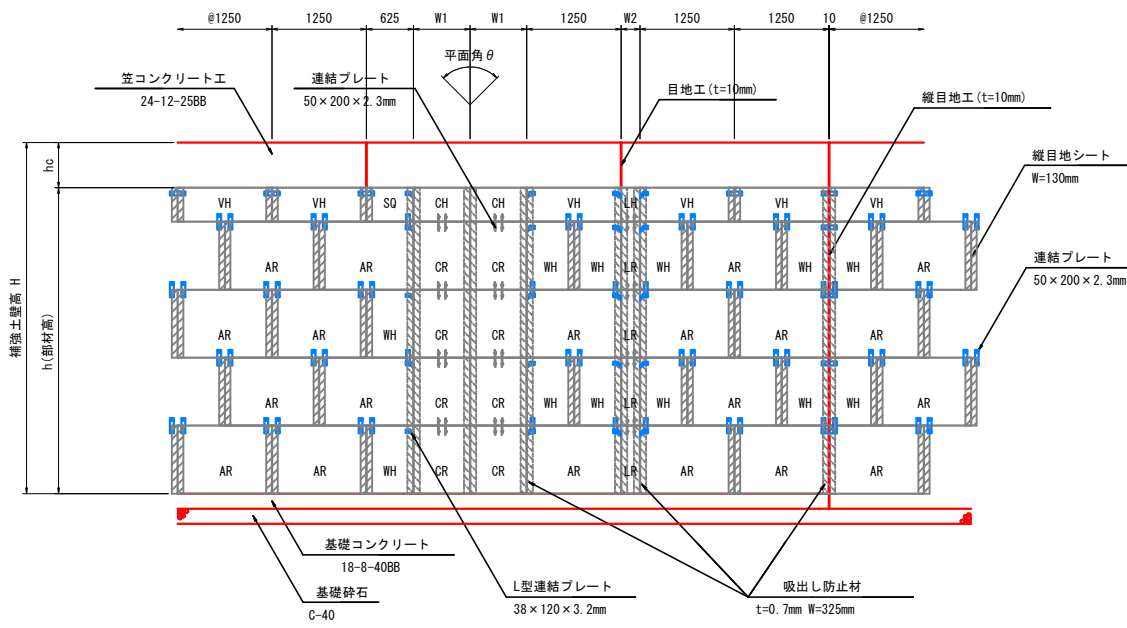 @1250 1250 625 W1 W1 1250 W2 1250 1250 10 @1250
平面角θ
笠コンクリート工
24-12-25BB
連結プレート
50×200×2.3mm
目地工(t=10mm)
縦目地工(t=10mm)
縦目地シート
W=130mm
連結プレート
50×200×2.3mm
hc
補強土壁高 H
h(部材高)
VH VH SQ CH CH VH LH VH VH VH
AR AR CR CR WH WH LR WH AR WH WH AR
AR AR WH CR CR AR LR AR AR AR
AR AR CR CR WH WH LR WH AR WH WH AR
AR AR WH CR CR AR LR AR AR AR
基礎コンクリート
18-8-40BB
基礎砕石
C-40
L型連結プレート
38×120×3.2mm
吸出し防止材
t=0.7mm W=325mm